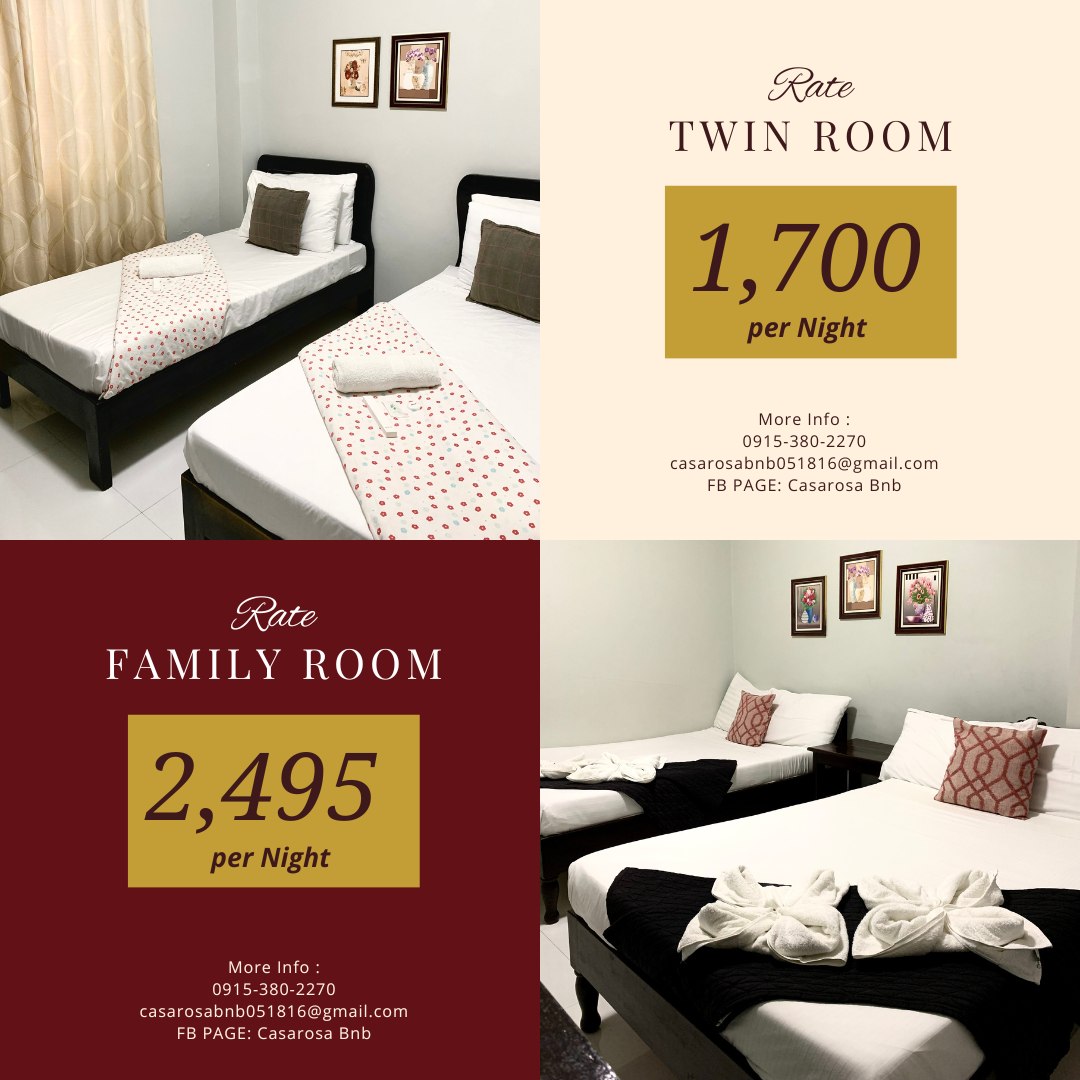 Rate
TWIN ROOM
1,700
per Night
More Info :
0915-380-2270
casarosabnb051816@gmail.com
FB PAGE: Casarosa Bnb
Rate
FAMILY ROOM
2,495
per Night
More Info :
0915-380-2270
casarosabnb051816@gmail.com
FB PAGE: Casarosa Bnb